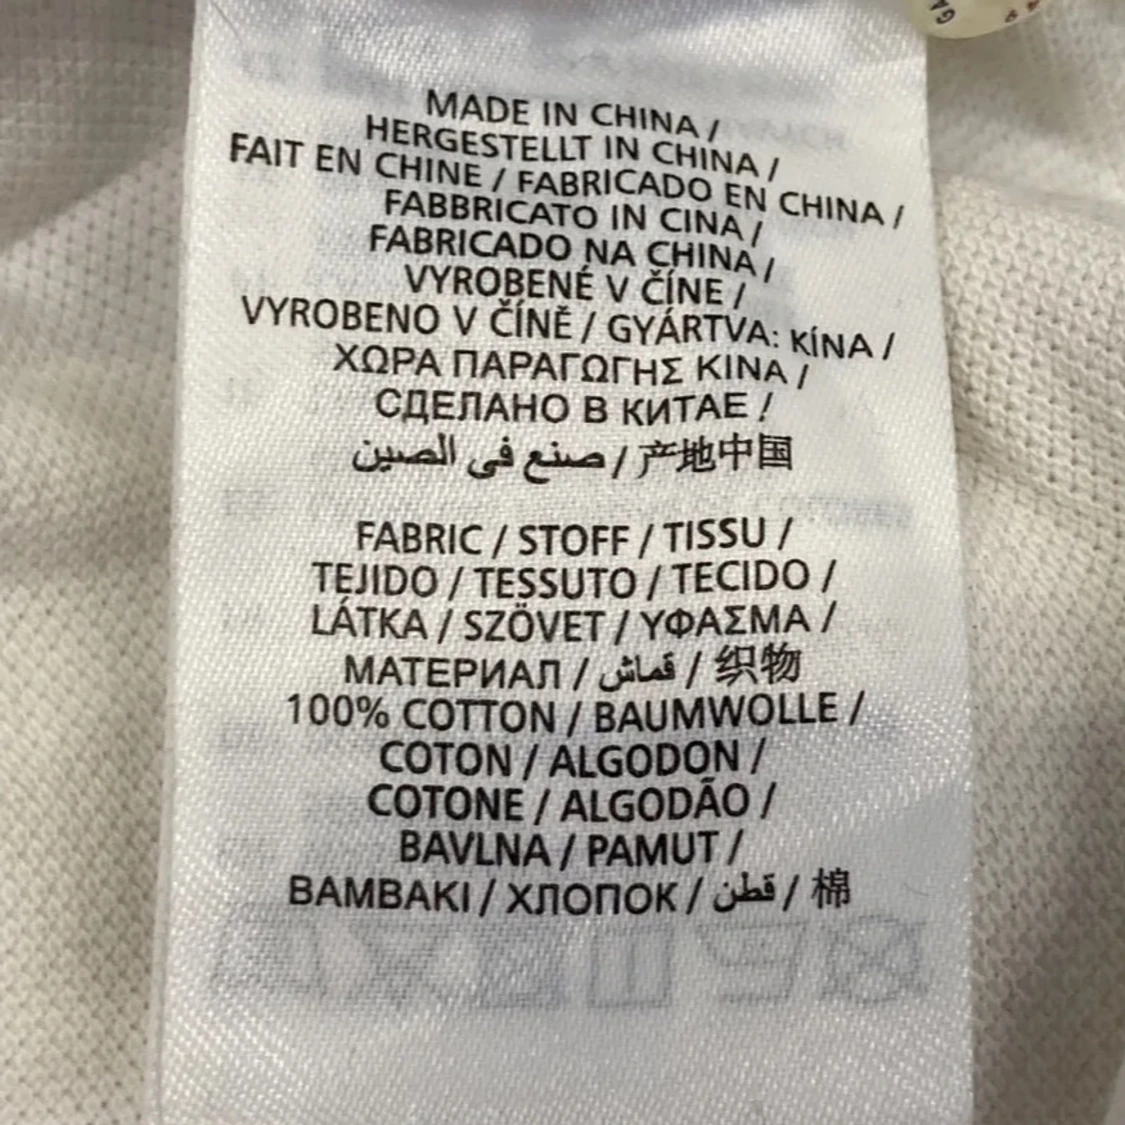 MADE IN CHINA /
HERGESTELLT IN CHINA /
FAIT EN CHINE / FABRICADO EN CHINA /
FABBRICATO IN CINA /
FABRICADO NA CHINA /
VYROBENÉ V ČÍNE /
VYROBENO V ČÍNĚ / GYÁRTVA: KÍNA /
ΧΩΡΑ ΠΑΡΑΓΩΓΗΣ ΚΙΝΑ /
СДЕЛАНО В КИТАЕ /
صنع في الصين / 产地中国
FABRIC / STOFF / TISSU /
TEJIDO / TESSUTO / TECIDO /
LÁTKA / SZÖVET / ΥΦΑΣΜΑ /
МАТЕРИАЛ / قماش / 织物
100% COTTON / BAUMWOLLE /
COTON / ALGODON /
COTONE / ALGODÃO /
BAVLNA / PAMUT /
ΒΑΜΒΑΚΙ / ХЛОПОК / قطن / 棉